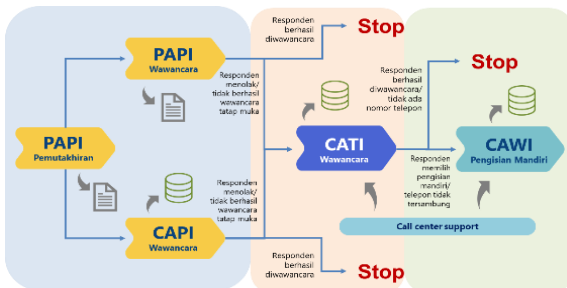 PAPI
Pemutakhiran
PAPI
Wawancara
CAPI
Wawancara
Responden
menolak/
tidak berhasil
wawancara
tatap muka
Responden
menolak/
tidak berhasil
wawancara
tatap muka
Responden
berhasil
diwawancara
Stop
CATI
Wawancara
Responden
berhasil
diwawancara
Stop
Responden
berhasil
diwawancara/
tidak ada
nomor telepon
Stop
Responden
memilih
pengisian
mandiri/
telepon tidak
tersambung
CAWI
Pengisian Mandiri
Call center support